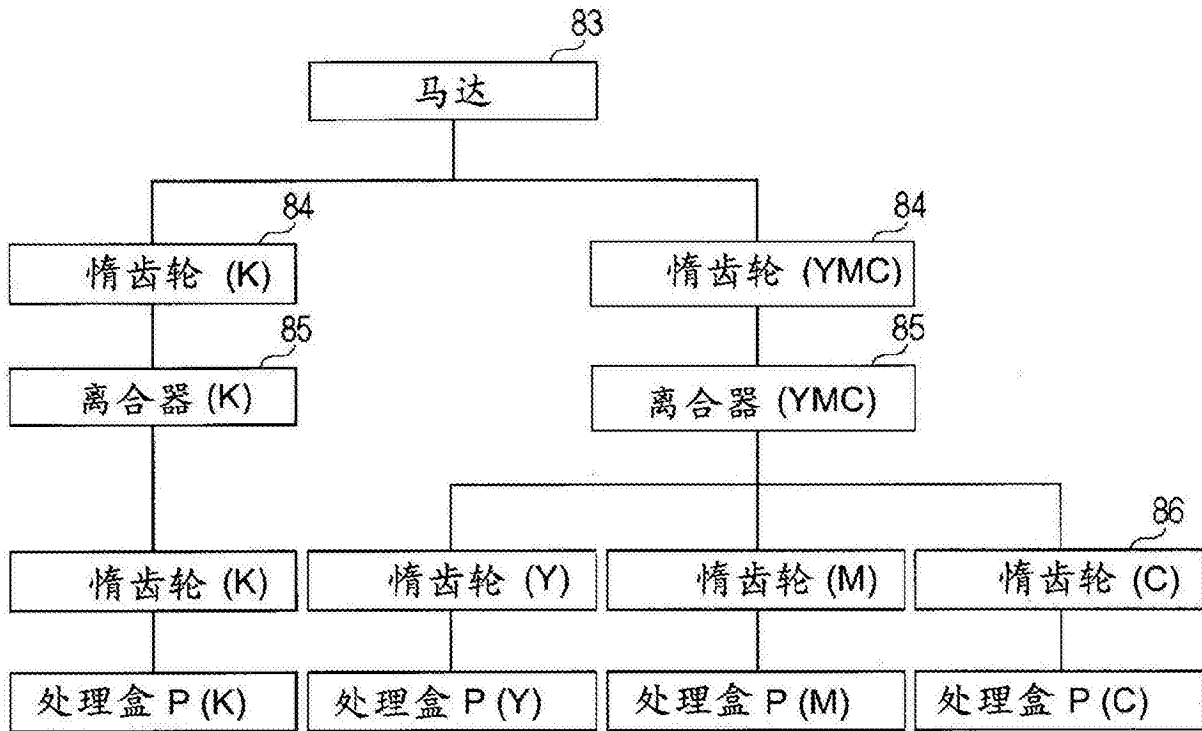 83
马达
84
84
惰齿轮 (K)
惰齿轮 (YMC)
85
85
离合器 (K)
离合器 (YMC)
86
惰齿轮 (K)
惰齿轮 (Y)
惰齿轮 (M)
惰齿轮 (C)
处理盒 P (K)
处理盒 P (Y)
处理盒 P (M)
处理盒 P (C)